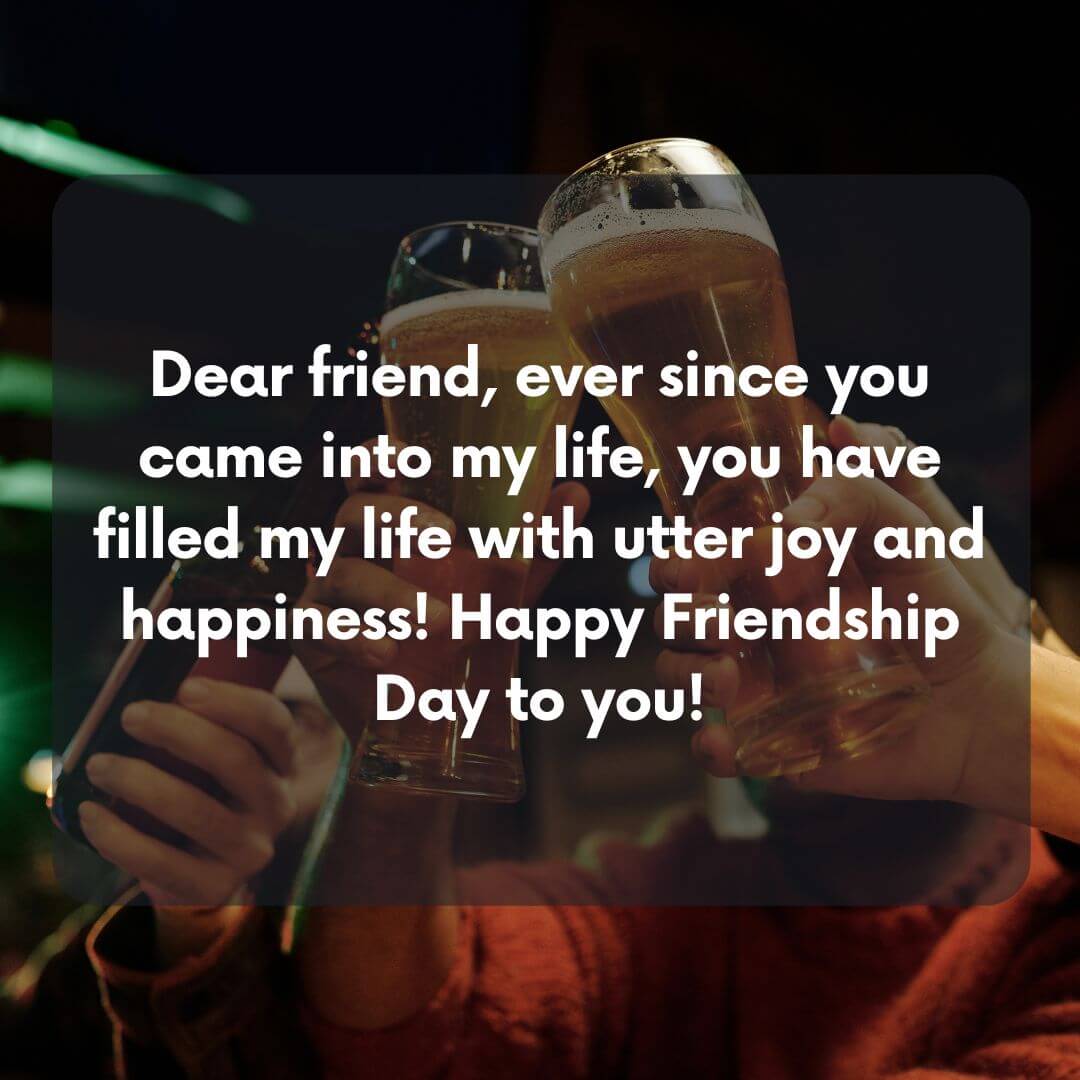 Dear friend, ever since you
came into my life, you have
filled my life with utter joy and
happiness! Happy Friendship
Day to you!